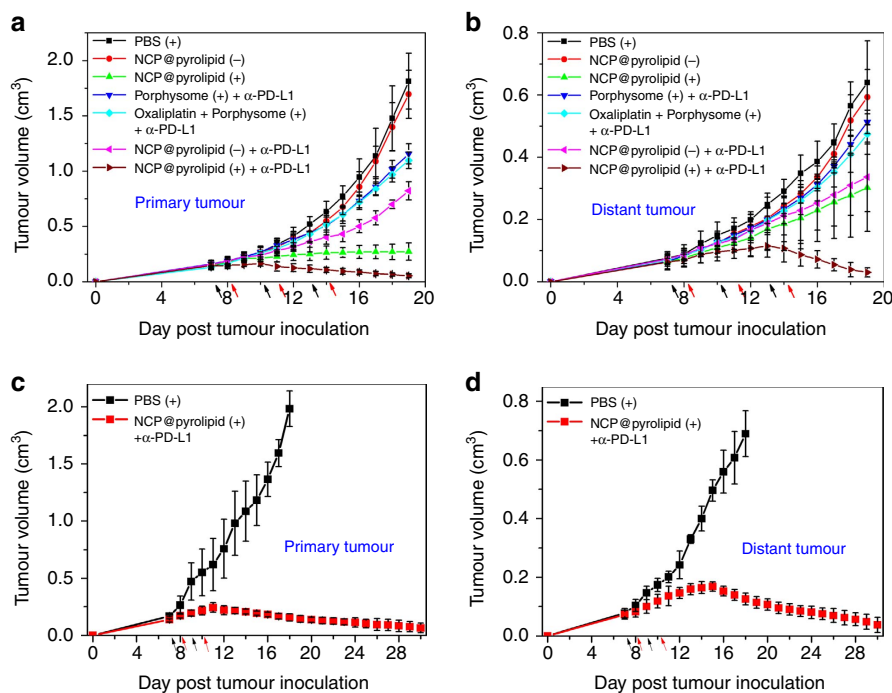 a
PBS (+)
NCP@pyrolipid (–)
NCP@pyrolipid (+)
Porphysome (+) + α-PD-L1
Oxaliplatin + Porphysome (+)
+ α-PD-L1
NCP@pyrolipid (–) + α-PD-L1
NCP@pyrolipid (+) + α-PD-L1
Primary tumour
Tumour volume (cm³)
2.0
1.5
1.0
0.5
0.0
0 4 8 12 16 20
Day post tumour inoculation
b
PBS (+)
NCP@pyrolipid (–)
NCP@pyrolipid (+)
Porphysome (+) + α-PD-L1
Oxaliplatin + Porphysome (+)
+ α-PD-L1
NCP@pyrolipid (–) + α-PD-L1
NCP@pyrolipid (+) + α-PD-L1
Distant tumour
Tumour volume (cm³)
0.8
0.6
0.4
0.2
0.0
0 4 8 12 16 20
Day post tumour inoculation
c
PBS (+)
NCP@pyrolipid (+)
+α-PD-L1
Primary tumour
Tumour volume (cm³)
2.0
1.5
1.0
0.5
0.0
0 4 8 12 16 20 24 28
Day post tumour inoculation
d
PBS (+)
NCP@pyrolipid (+)
+α-PD-L1
Distant tumour
Tumour volume (cm³)
0.8
0.6
0.4
0.2
0.0
0 4 8 12 16 20 24 28
Day post tumour inoculation